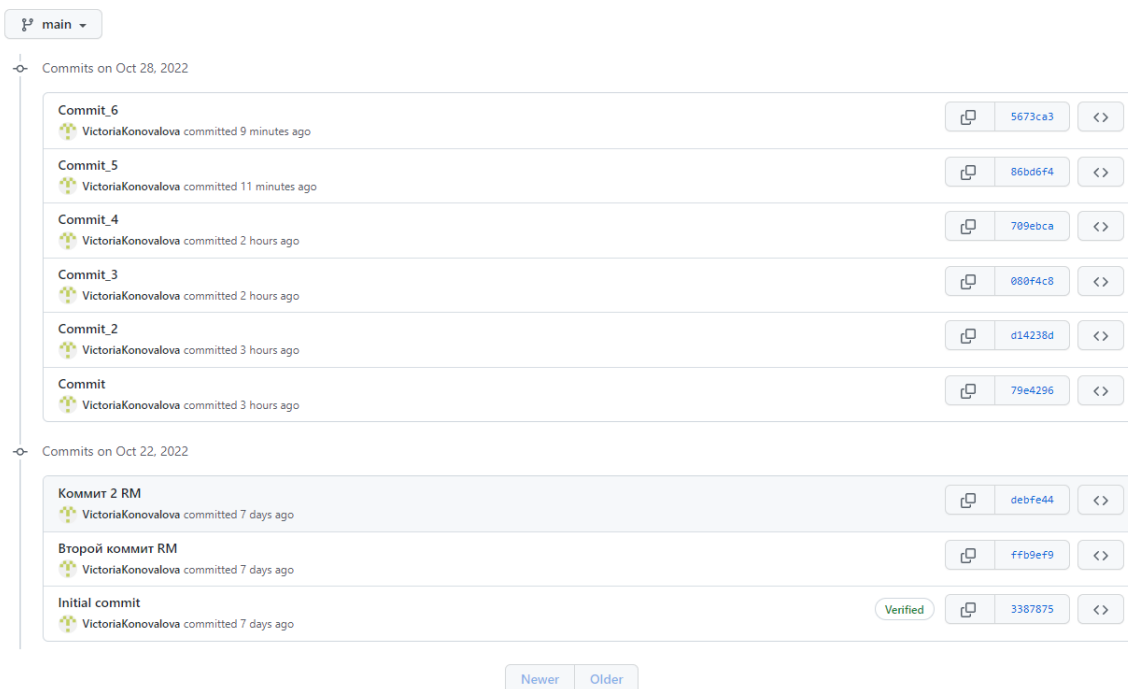 main
Commits on Oct 28, 2022
Commit_6
VictoriaKonovalova committed 9 minutes ago
5673ca3
Commit_5
VictoriaKonovalova committed 11 minutes ago
86bd6f4
Commit_4
VictoriaKonovalova committed 2 hours ago
709ebca
Commit_3
VictoriaKonovalova committed 2 hours ago
080f4c8
Commit_2
VictoriaKonovalova committed 3 hours ago
d14238d
Commit
VictoriaKonovalova committed 3 hours ago
79e4296
Commits on Oct 22, 2022
Коммит 2 RM
VictoriaKonovalova committed 7 days ago
debfe44
Второй коммит RM
VictoriaKonovalova committed 7 days ago
ffb9ef9
Initial commit
VictoriaKonovalova committed 7 days ago
Verified
3387875
Newer Older